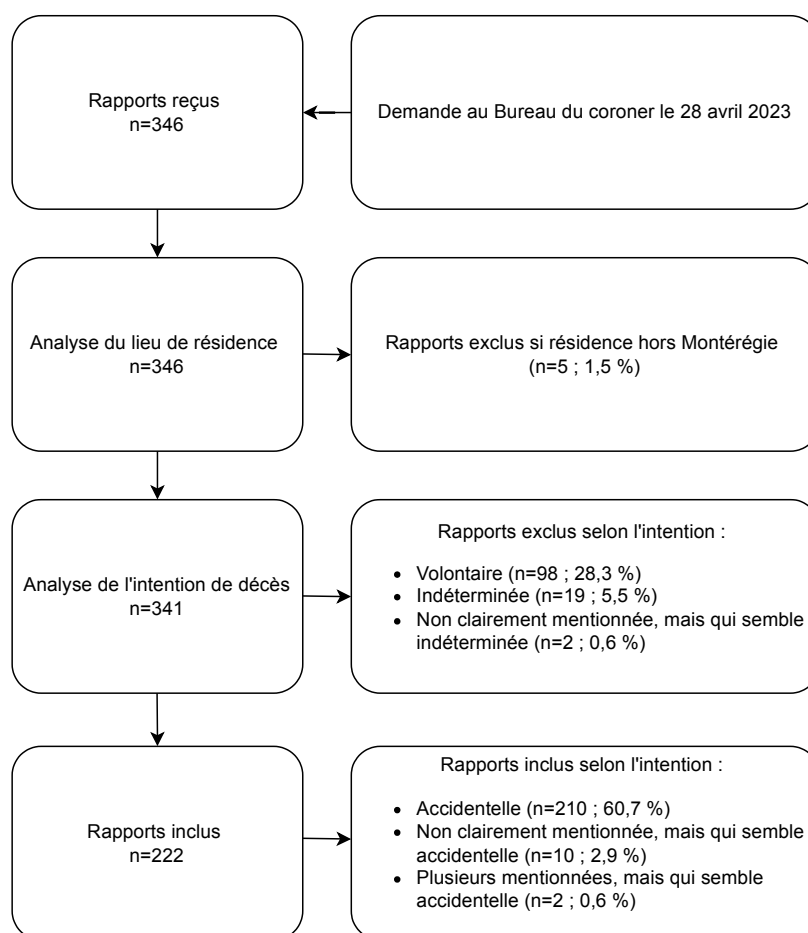 Rapports reçus
n=346
Demande au Bureau du coroner le 28 avril 2023
Analyse du lieu de résidence
n=346
Rapports exclus si résidence hors Montérégie
(n=5 ; 1,5 %)
Analyse de l'intention de décès
n=341
Rapports exclus selon l'intention :
• Volontaire (n=98 ; 28,3 %)
• Indéterminée (n=19 ; 5,5 %)
• Non clairement mentionnée, mais qui semble
indéterminée (n=2 ; 0,6 %)
Rapports inclus
n=222
Rapports inclus selon l'intention :
• Accidentelle (n=210 ; 60,7 %)
• Non clairement mentionnée, mais qui semble
accidentelle (n=10 ; 2,9 %)
• Plusieurs mentionnées, mais qui semble
accidentelle (n=2 ; 0,6 %)